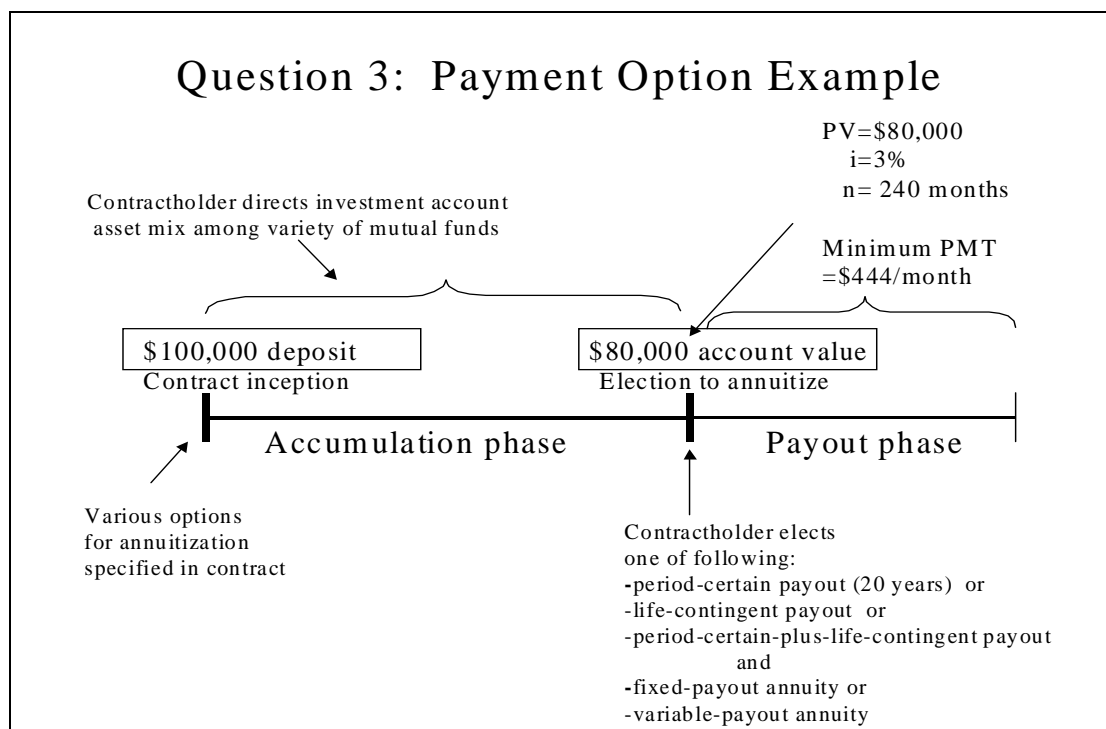 Question 3: Payment Option Example
PV=$80,000
i=3%
n= 240 months
Contractholder directs investment account
asset mix among variety of mutual funds
Minimum PMT
=$444/month
$100,000 deposit
Contract inception
$80,000 account value
Election to annuitize
Accumulation phase
Payout phase
Various options
for annuitization
specified in contract
Contractholder elects
one of following:
-period-certain payout (20 years) or
-life-contingent payout or
-period-certain-plus-life-contingent payout
and
-fixed-payout annuity or
-variable-payout annuity